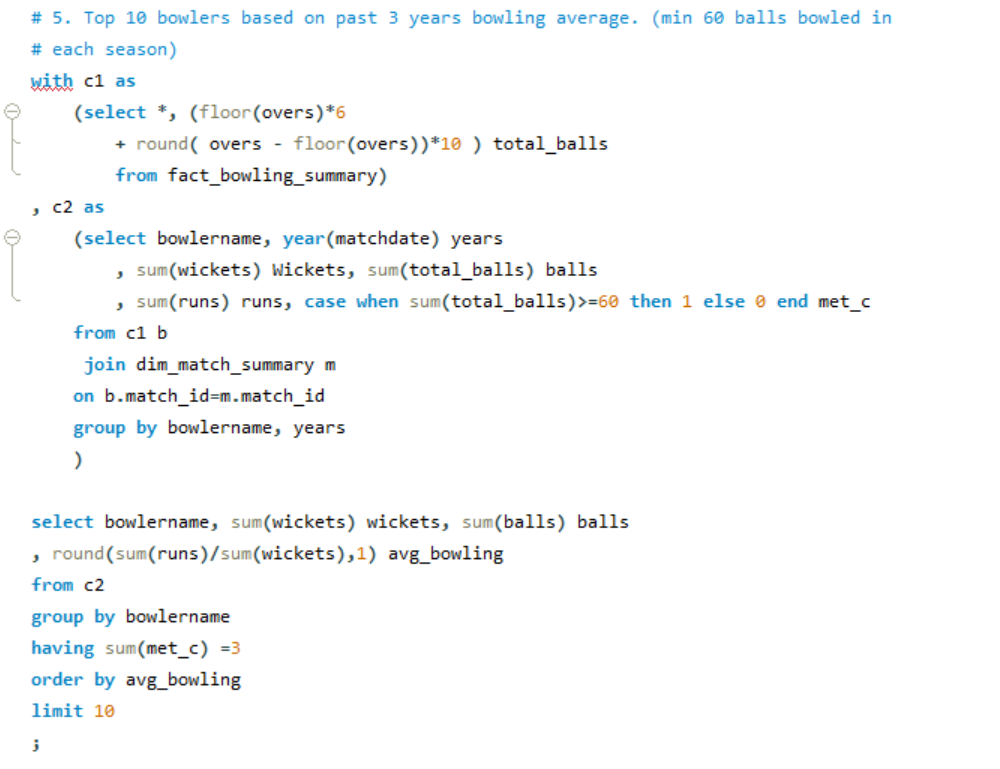 # 5. Top 10 bowlers based on past 3 years bowling average. (min 60 balls bowled in
# each season)
with c1 as
(select *, (floor(overs)*6
+ round( overs - floor(overs))*10 ) total_balls
from fact_bowling_summary)
, c2 as
(select bowlername, year(matchdate) years
, sum(wickets) Wickets, sum(total_balls) balls
, sum(runs) runs, case when sum(total_balls)>=60 then 1 else 0 end met_c
from c1 b
join dim_match_summary m
on b.match_id=m.match_id
group by bowlername, years
)
select bowlername, sum(wickets) wickets, sum(balls) balls
, round(sum(runs)/sum(wickets),1) avg_bowling
from c2
group by bowlername
having sum(met_c) =3
order by avg_bowling
limit 10
;